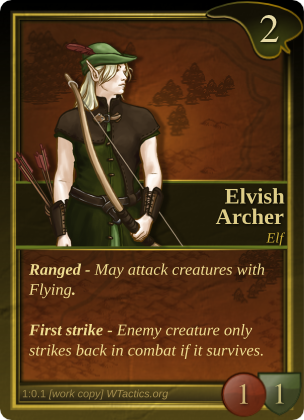 2
Elvish
Archer
Elf
Ranged - May attack creatures with
Flying.
First strike - Enemy creature only
strikes back in combat if it survives.
1:0.1 [work copy] WTactics.org
1 1